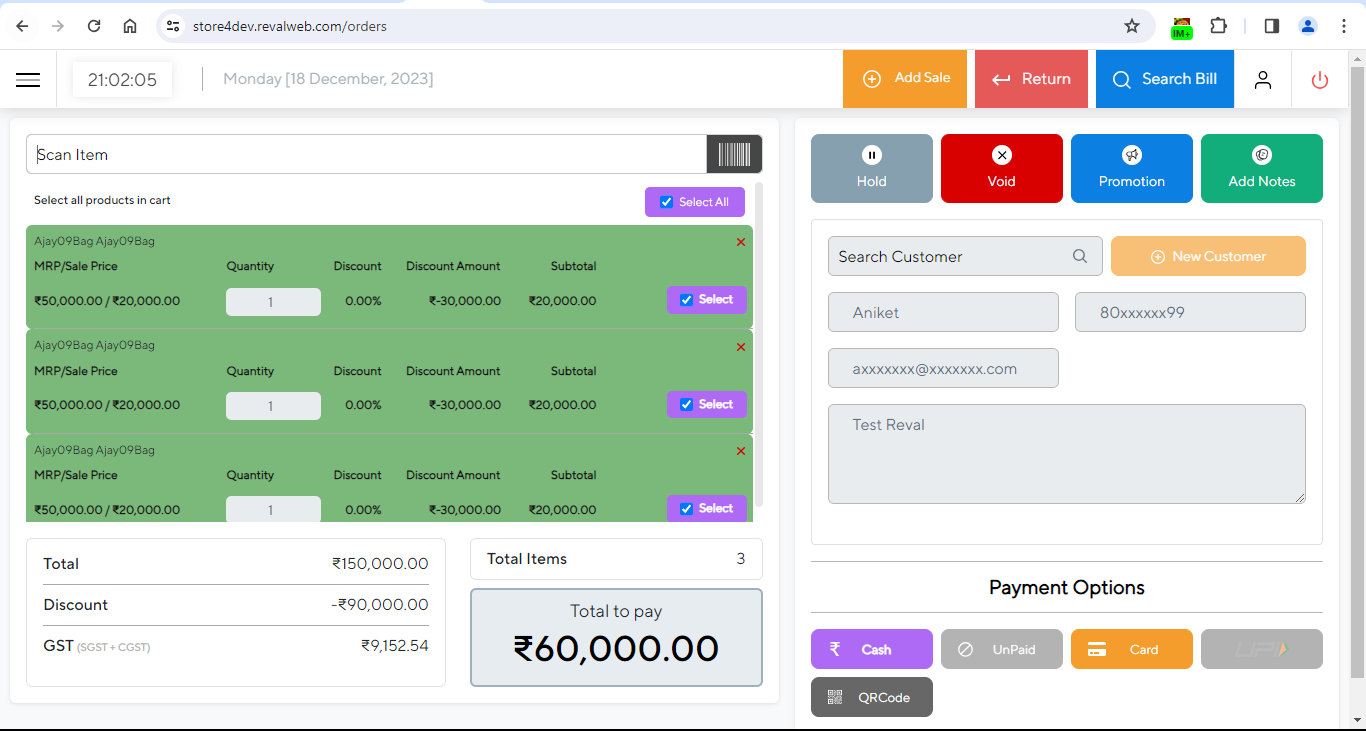 store4dev.revalweb.com/orders
IM+
21:02:05
Monday [18 December, 2023]
Add Sale
Return
Search Bill
Scan Item
Select all products in cart
Select All
Ajay09Bag Ajay09Bag
MRP/Sale Price Quantity Discount Discount Amount Subtotal
₹50,000.00 / ₹20,000.00 1 0.00% ₹-30,000.00 ₹20,000.00 Select
Ajay09Bag Ajay09Bag
MRP/Sale Price Quantity Discount Discount Amount Subtotal
₹50,000.00 / ₹20,000.00 1 0.00% ₹-30,000.00 ₹20,000.00 Select
Ajay09Bag Ajay09Bag
MRP/Sale Price Quantity Discount Discount Amount Subtotal
₹50,000.00 / ₹20,000.00 1 0.00% ₹-30,000.00 ₹20,000.00 Select
Total ₹150,000.00
Discount -₹90,000.00
GST (SGST + CGST) ₹9,152.54
Total Items 3
Total to pay
₹60,000.00
Hold
Void
Promotion
Add Notes
Search Customer
New Customer
Aniket
80xxxxxx99
axxxxxxx@xxxxxxx.com
Test Reval
Payment Options
₹ Cash
UnPaid
Card
UPI
QRCode